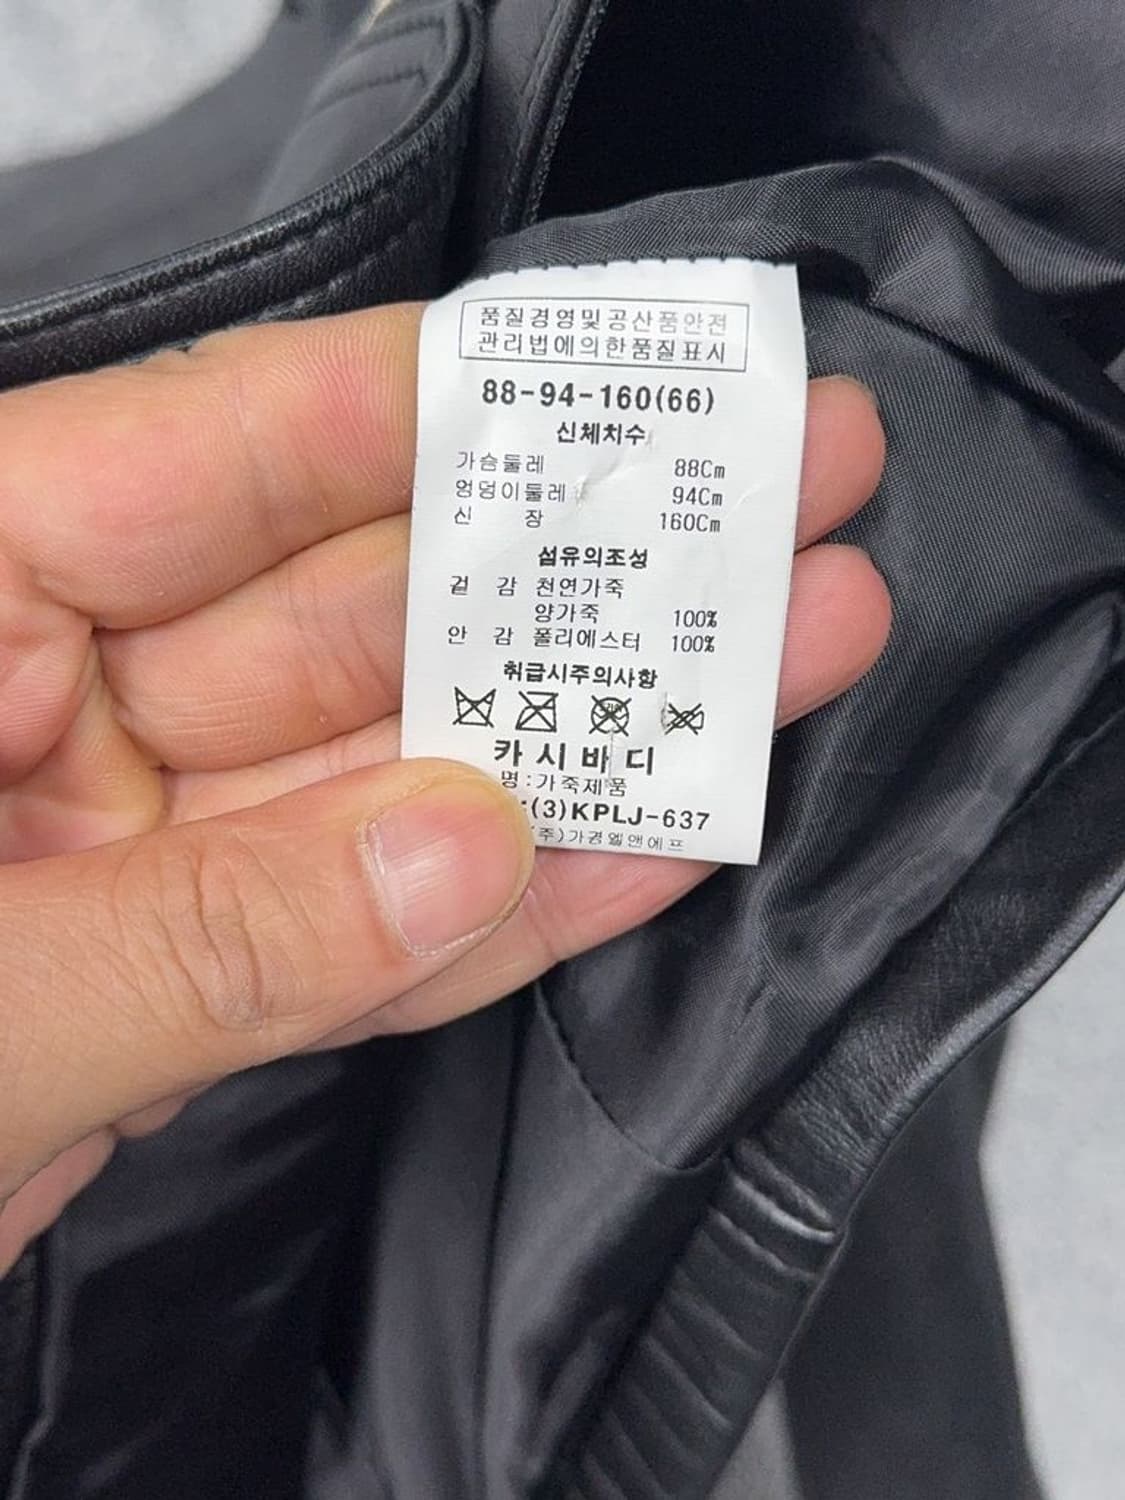 품질경영및공산품안전
관리법에의한품질표시
88-94-160(66)
신체치수
가슴둘레 88Cm
엉덩이둘레 94Cm
신 장 160Cm
섬유의조성
겉 감 천연가죽
양가죽 100%
안 감 폴리에스터 100%
취급시주의사항
카시바디
명:가죽제품
(3)KPLJ-637
(주)가경엘앤에프